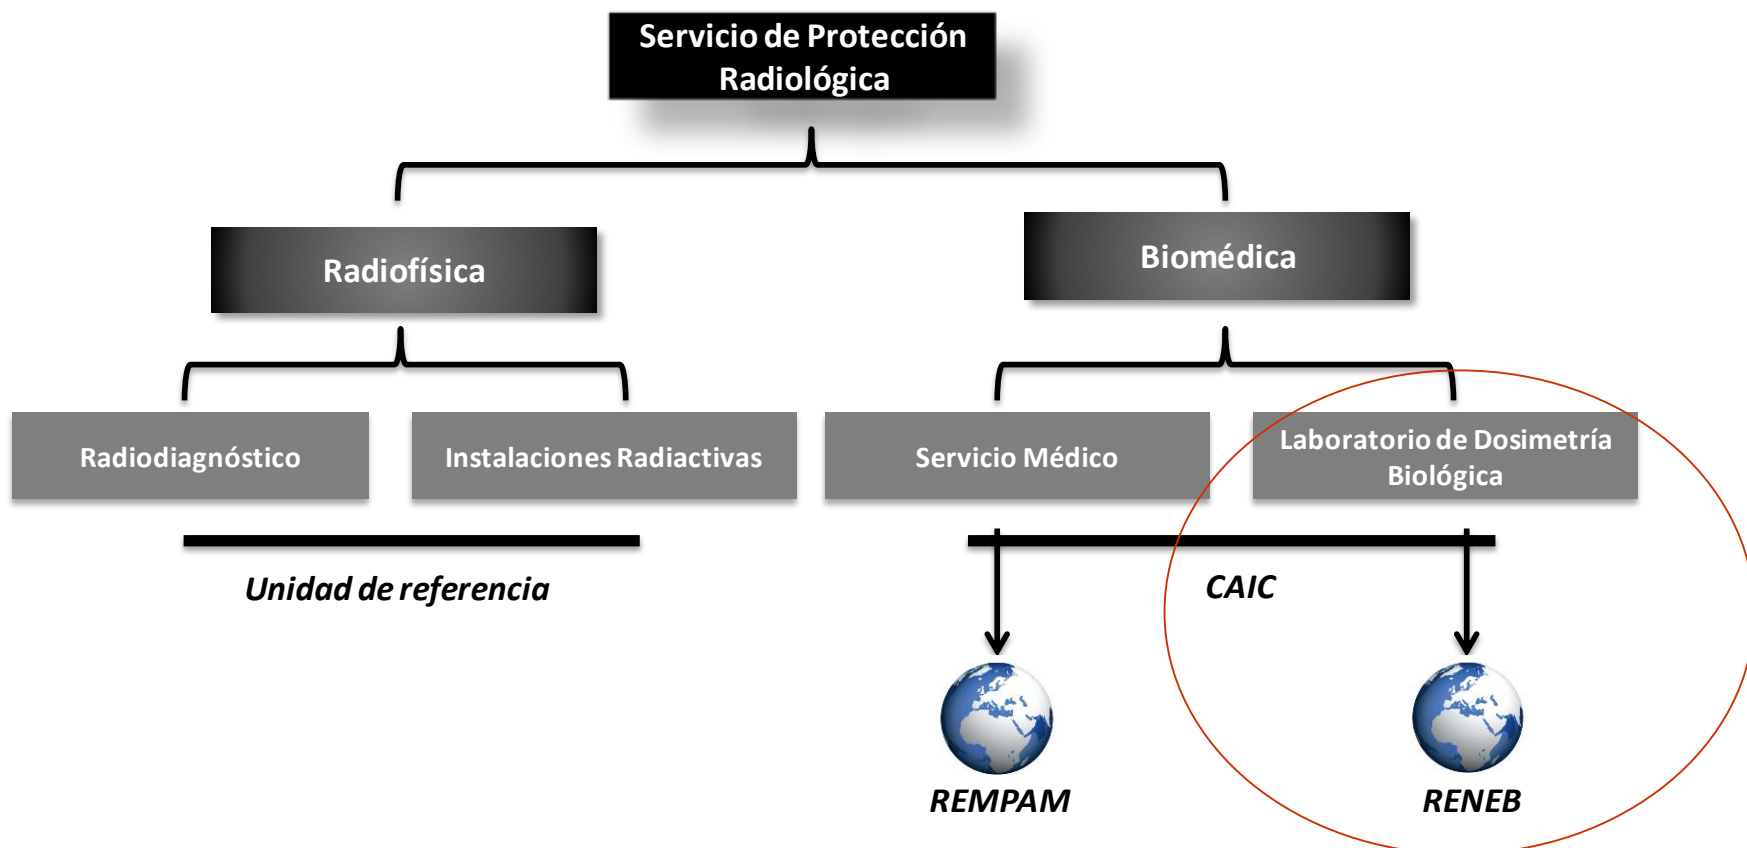 Servicio de Protección
Radiológica
Radiofísica
Biomédica
Radiodiagnóstico
Instalaciones Radiactivas
Servicio Médico
Laboratorio de Dosimetría
Biológica
Unidad de referencia
CAIC
REMPAM
RENEB